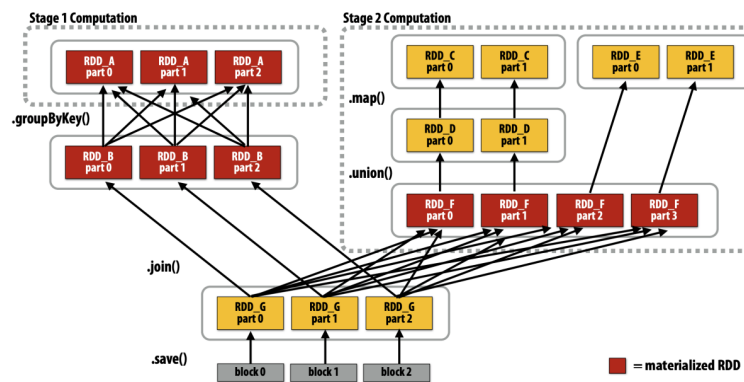 Stage 1 Computation
Stage 2 Computation
RDD_A
part 0
RDD_A
part 1
RDD_A
part 2
RDD_C
part 0
RDD_C
part 1
RDD_E
part 0
RDD_E
part 1
.groupByKey()
.map()
RDD_B
part 0
RDD_B
part 1
RDD_B
part 2
RDD_D
part 0
RDD_D
part 1
.union()
RDD_F
part 0
RDD_F
part 1
RDD_F
part 2
RDD_F
part 3
.join()
RDD_G
part 0
RDD_G
part 1
RDD_G
part 2
.save()
block 0
block 1
block 2
= materialized RDD